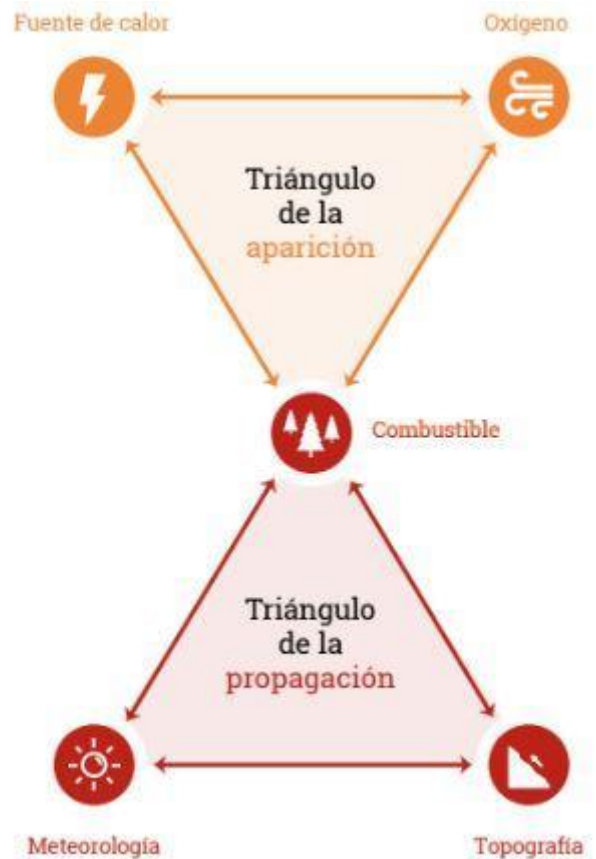 Fuente de calor
Oxígeno
Triángulo
de la
aparición
Combustible
Triángulo
de la
propagación
Meteorología
Topografía